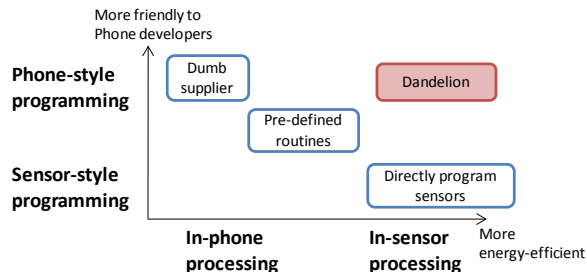 More friendly to
Phone developers
Phone-style
programming
Dumb
supplier
Dandelion
Pre-defined
routines
Sensor-style
programming
Directly program
sensors
In-phone
processing
In-sensor
processing
More
energy-efficient